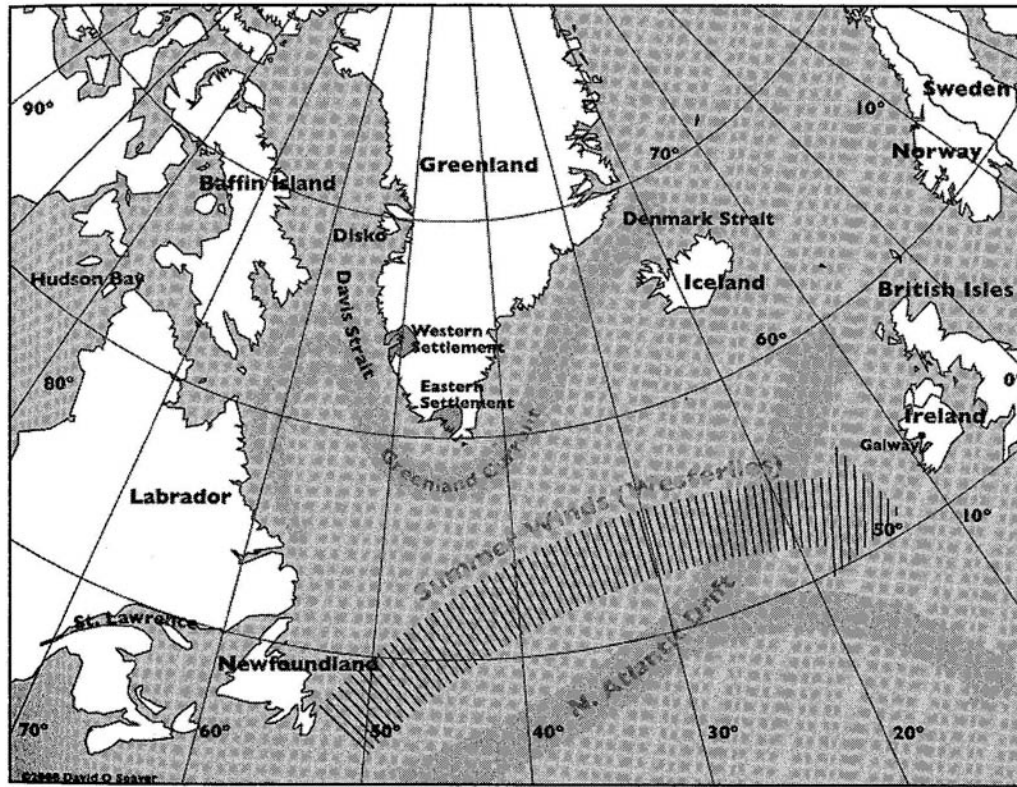 90°
Sweden
10°
Norway
Greenland
70°
Baffin Island
Denmark Strait
Disko
Hudson Bay
Iceland
British Isles
Davis Strait
Western
Settlement
60°
80°
Eastern
Settlement
0°
Ireland
Galway
Greenland Current
Labrador
Summer Winds (Westerlies)
10°
50°
St. Lawrence
N. Atlantic Drift
Newfoundland
70°
60°
50°
40°
30°
20°
©2000 David O Seaver